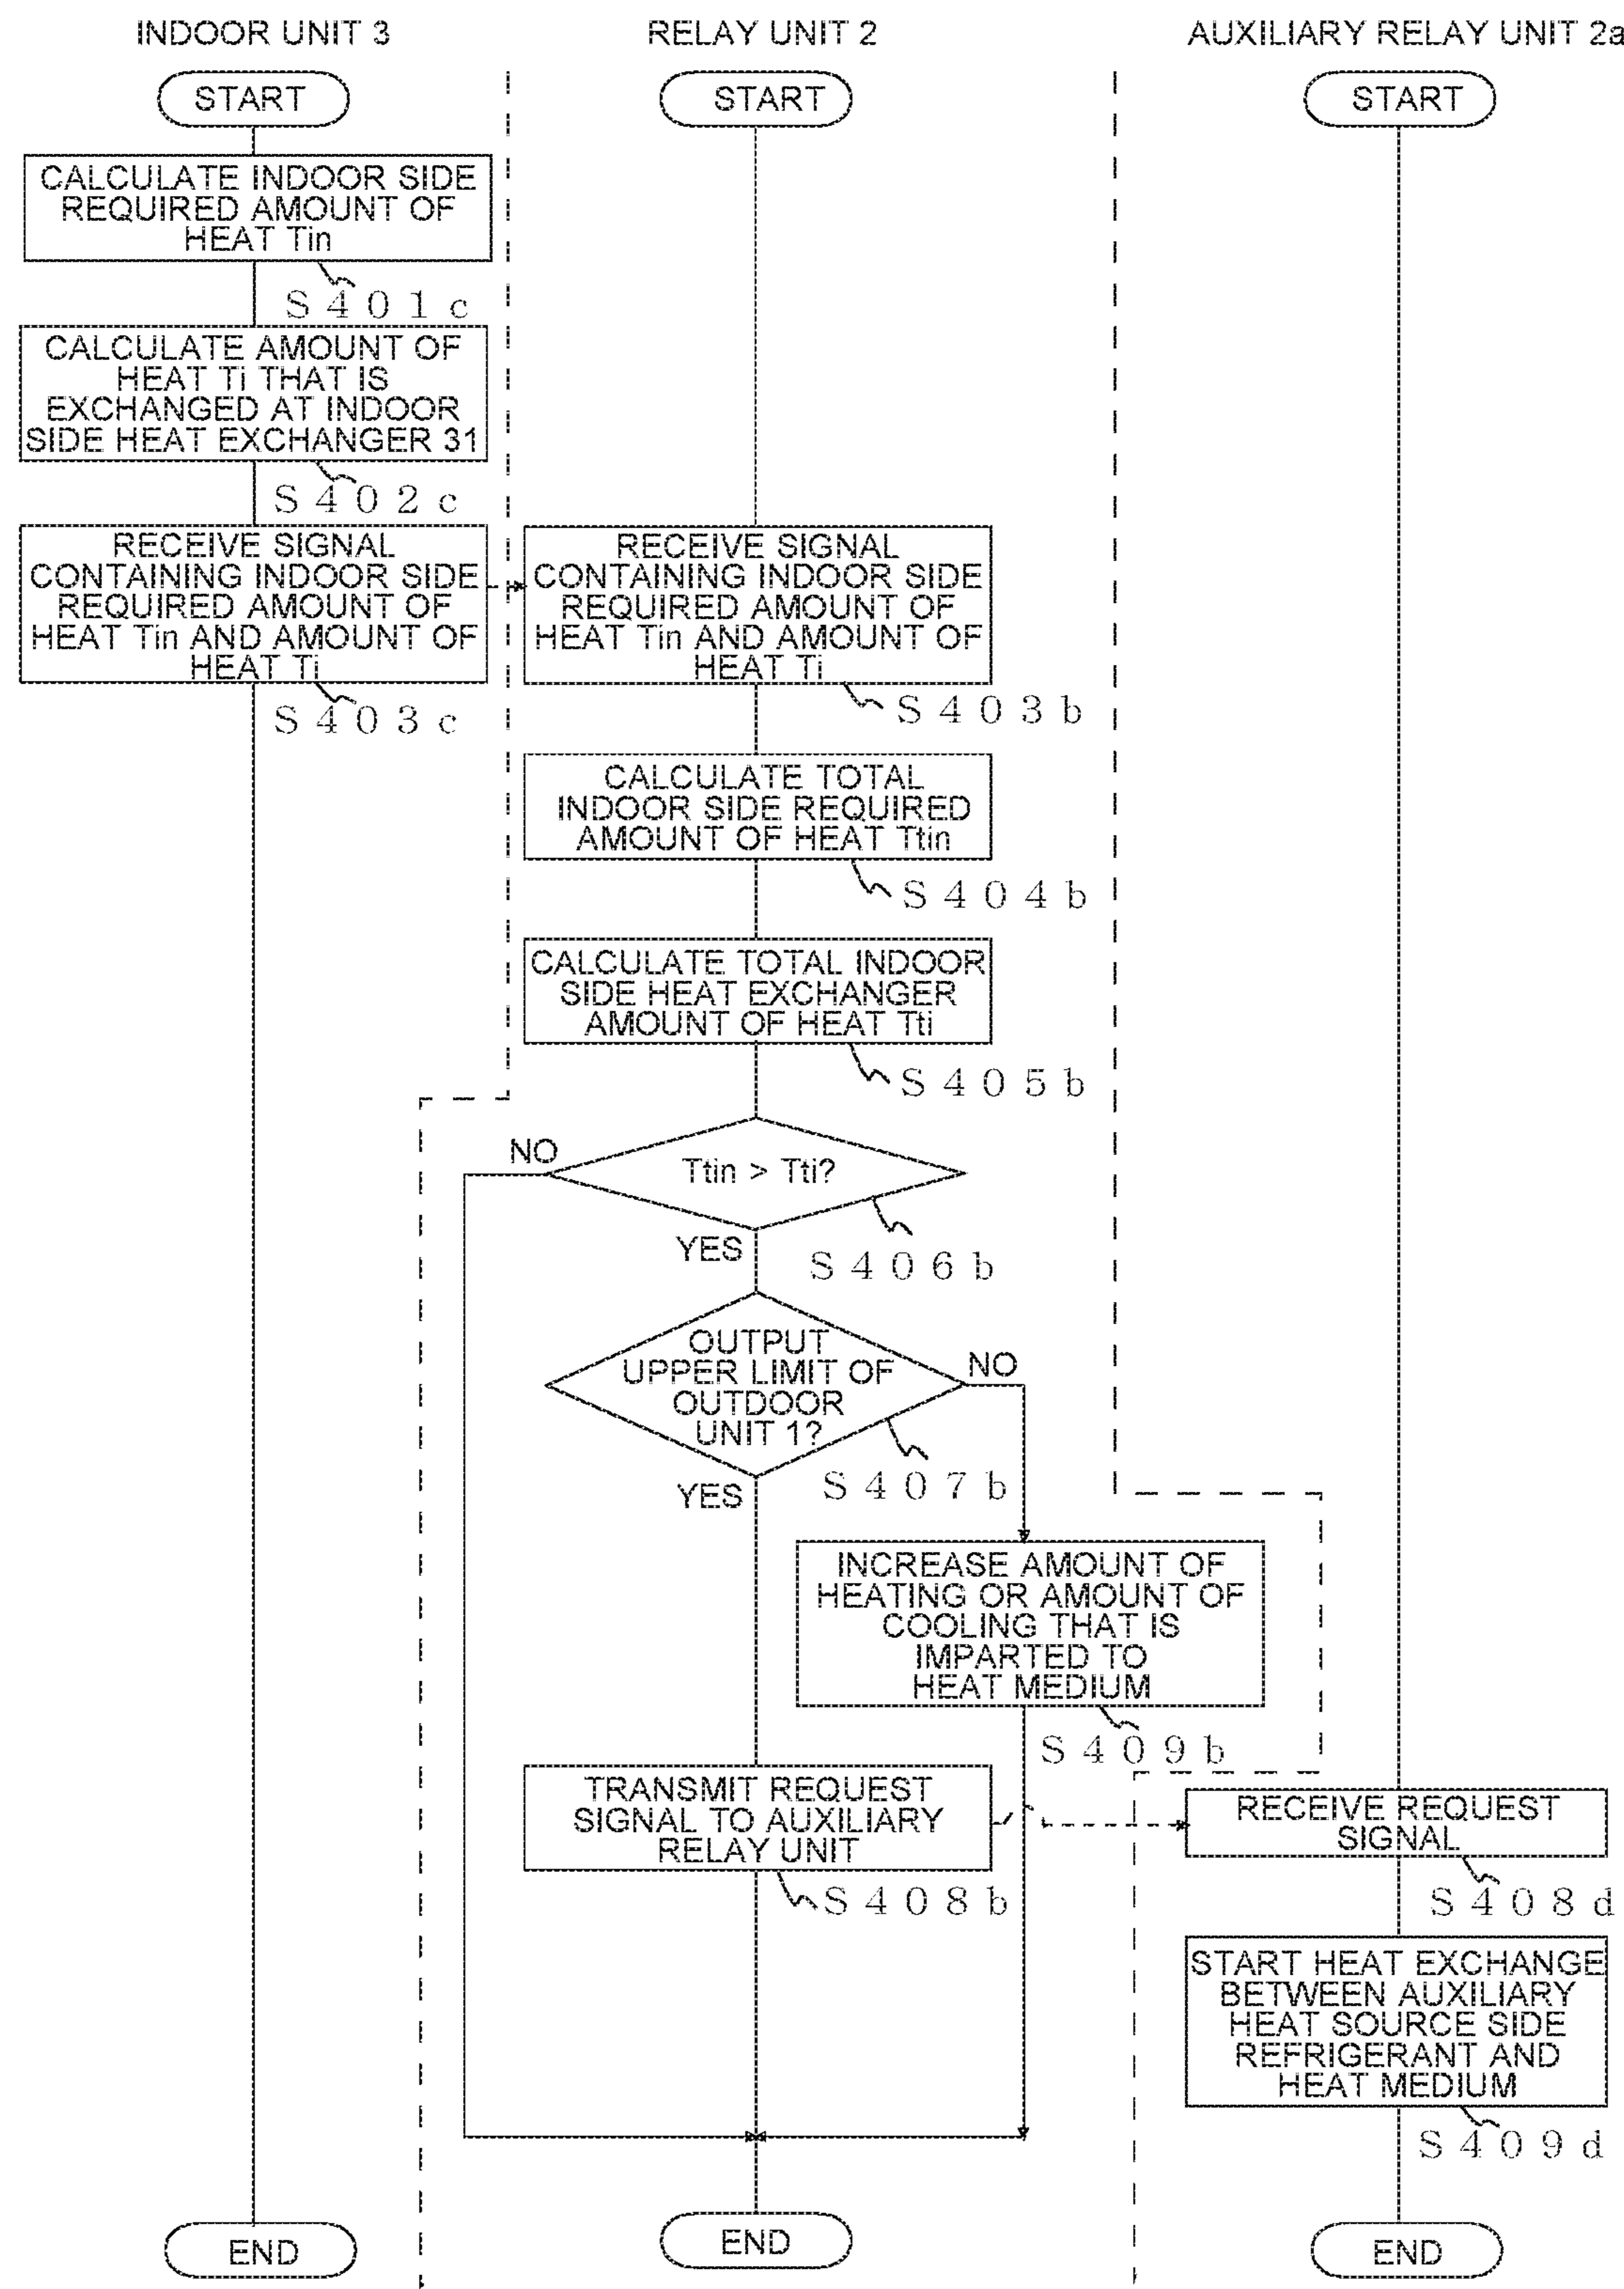 INDOOR UNIT 3
START
CALCULATE INDOOR SIDE
REQUIRED AMOUNT OF
HEAT Tin
S401c
CALCULATE AMOUNT OF
HEAT Ti THAT IS
EXCHANGED AT INDOOR
SIDE HEAT EXCHANGER 31
S402c
RECEIVE SIGNAL
CONTAINING INDOOR SIDE
REQUIRED AMOUNT OF
HEAT Tin AND AMOUNT OF
HEAT Ti
S403c
END
RELAY UNIT 2
START
RECEIVE SIGNAL
CONTAINING INDOOR SIDE
REQUIRED AMOUNT OF
HEAT Tin AND AMOUNT OF
HEAT Ti
S403b
CALCULATE TOTAL
INDOOR SIDE REQUIRED
AMOUNT OF HEAT Ttin
S404b
CALCULATE TOTAL INDOOR
SIDE HEAT EXCHANGER
AMOUNT OF HEAT Tti
S405b
NO
Ttin > Tti?
YES
S406b
OUTPUT
UPPER LIMIT OF
OUTDOOR
UNIT 1?
NO
YES
S407b
INCREASE AMOUNT OF
HEATING OR AMOUNT OF
COOLING THAT IS
IMPARTED TO
HEAT MEDIUM
S409b
TRANSMIT REQUEST
SIGNAL TO AUXILIARY
RELAY UNIT
S408b
END
AUXILIARY RELAY UNIT 2a
START
RECEIVE REQUEST
SIGNAL
S408d
START HEAT EXCHANGE
BETWEEN AUXILIARY
HEAT SOURCE SIDE
REFRIGERANT AND
HEAT MEDIUM
S409d
END